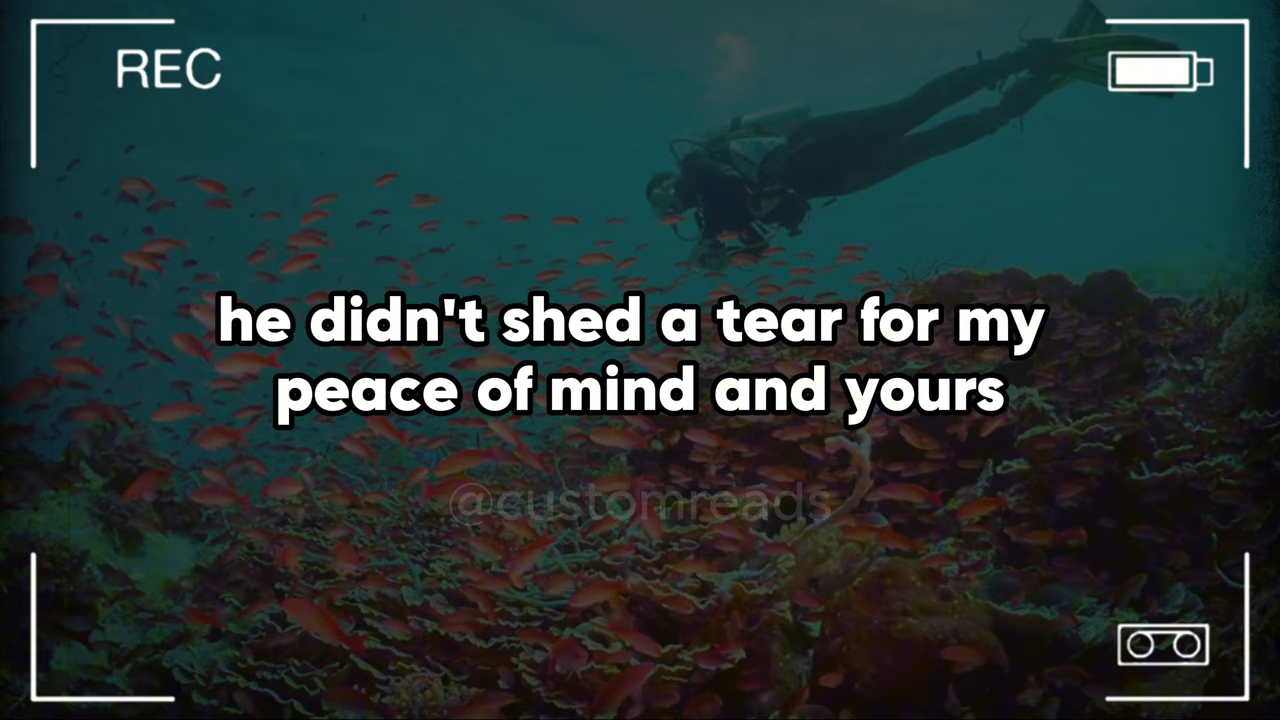 REC
he didn't shed a tear for my
peace of mind and yours
@customreads